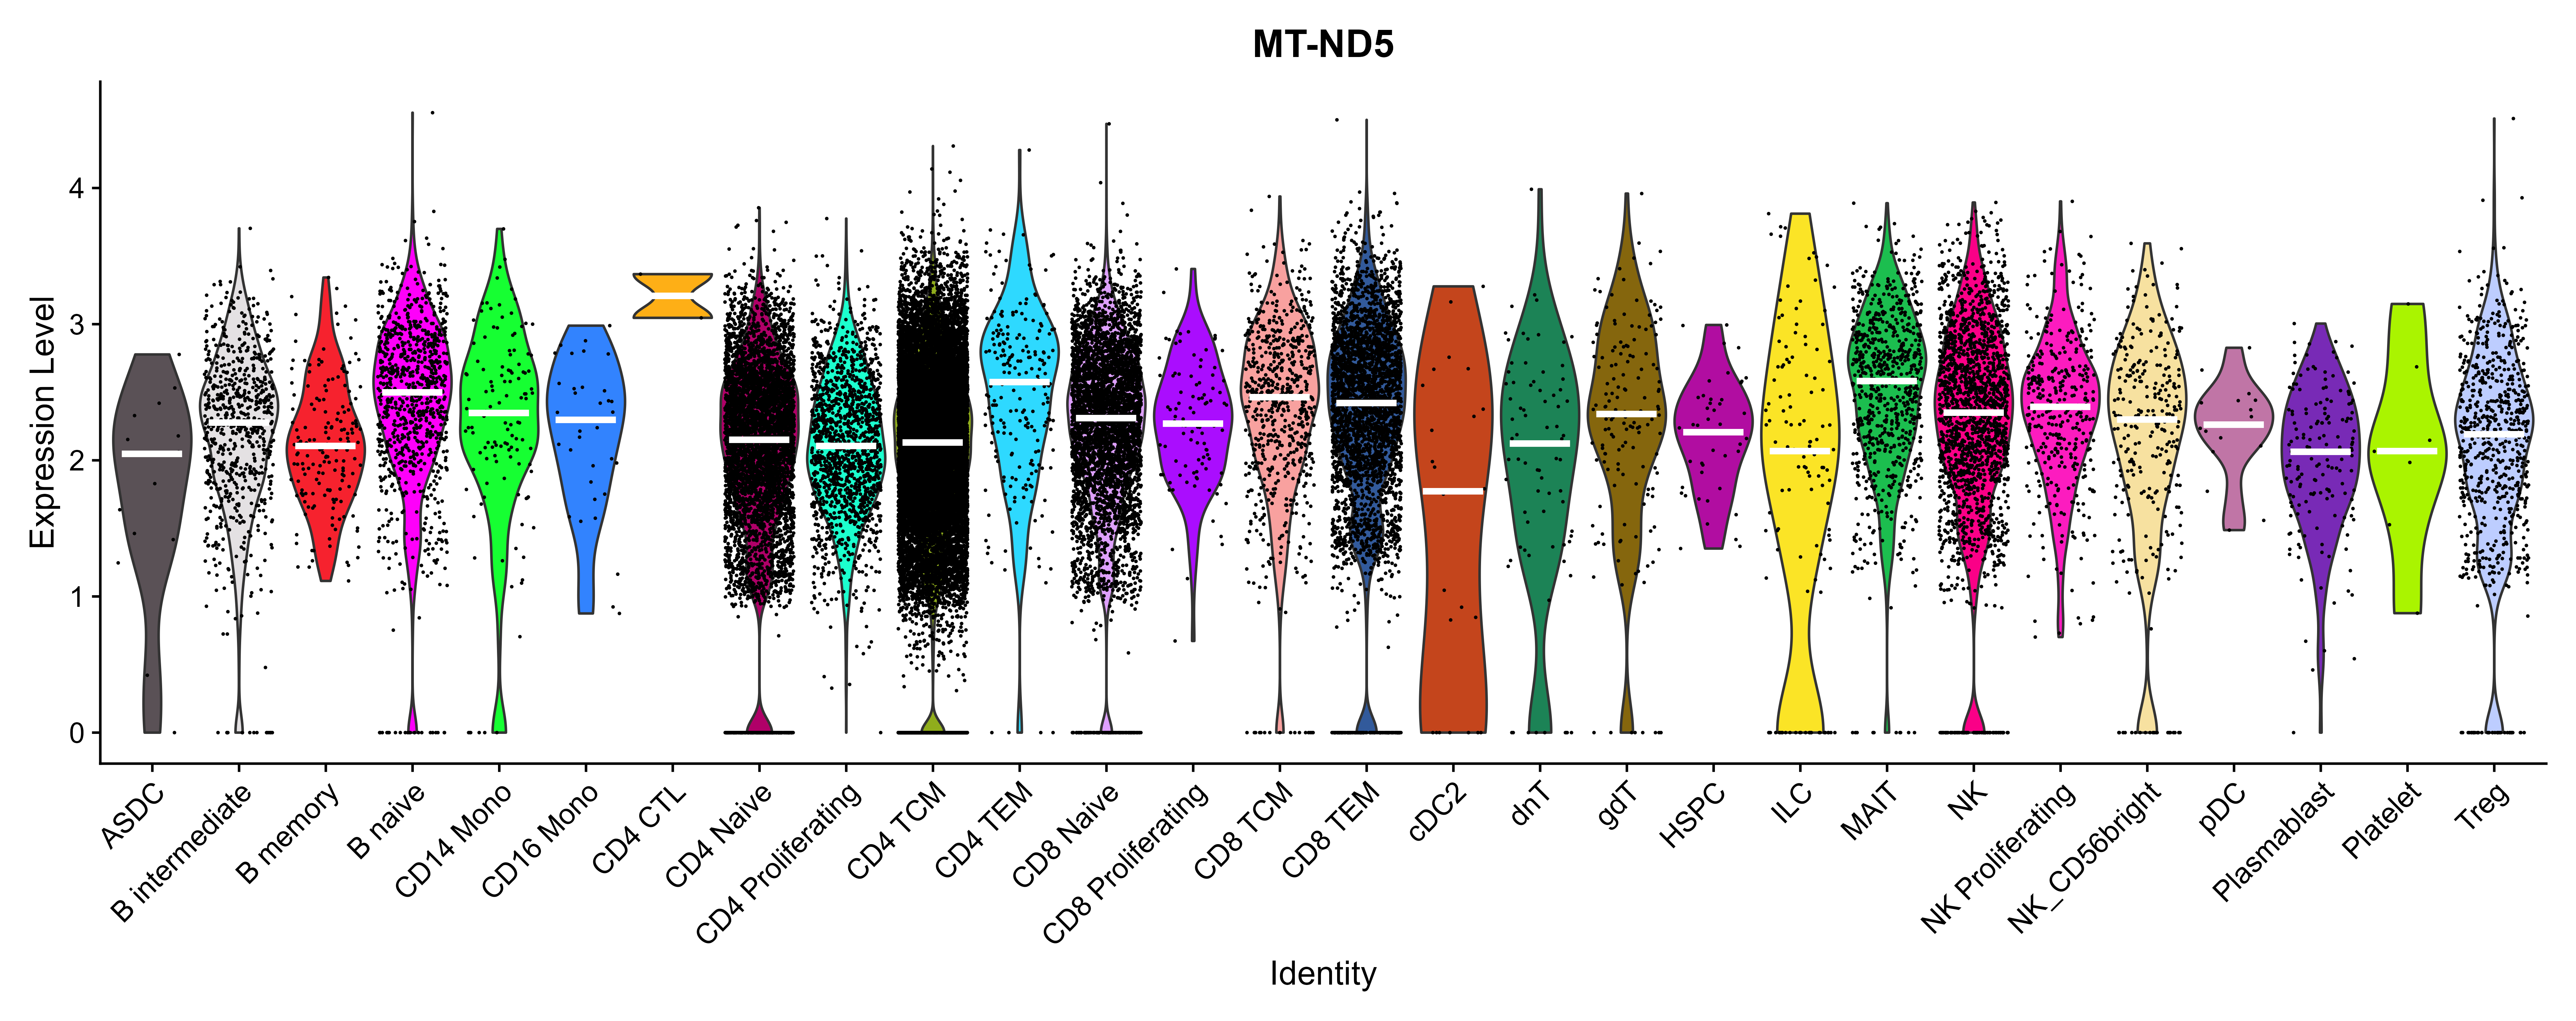 MT-ND5
Expression Level
4
3
2
1
0
ASDC
B intermediate
B memory
B naive
CD14 Mono
CD16 Mono
CD4 CTL
CD4 Naive
CD4 Proliferating
CD4 TCM
CD4 TEM
CD8 Naive
CD8 Proliferating
CD8 TCM
CD8 TEM
cDC2
dnT
gdT
HSPC
ILC
MAIT
NK
NK Proliferating
NK_CD56bright
pDC
Plasmablast
Platelet
Treg
Identity